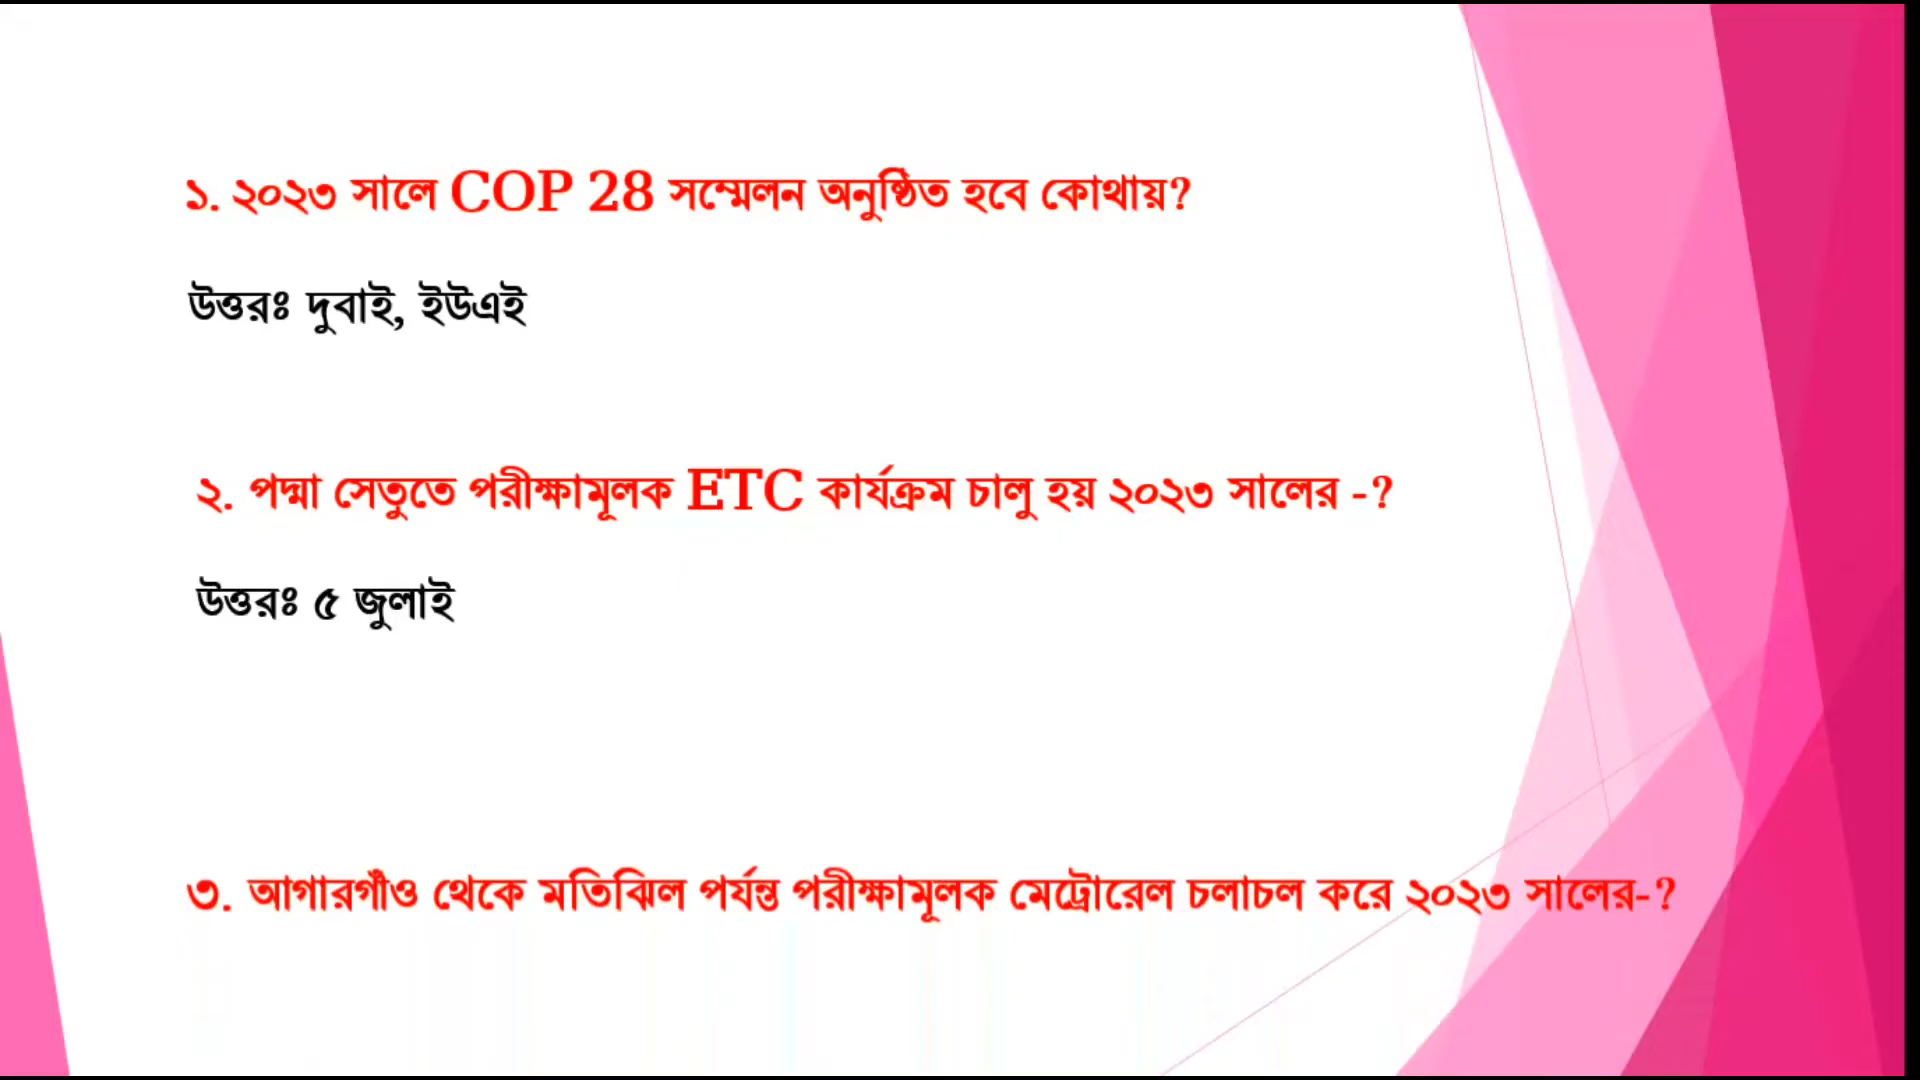 ১. ২০২৩ সালে COP 28 সম্মেলন অনুষ্ঠিত হবে কোথায়?
উত্তরঃ দুবাই, ইউএই
২. পদ্মা সেতুতে পরীক্ষামূলক ETC কার্যক্রম চালু হয় ২০২৩ সালের -?
উত্তরঃ ৫ জুলাই
৩. আগারগাঁও থেকে মতিঝিল পর্যন্ত পরীক্ষামূলক মেট্রোরেল চলাচল করে ২০২৩ সালের-?